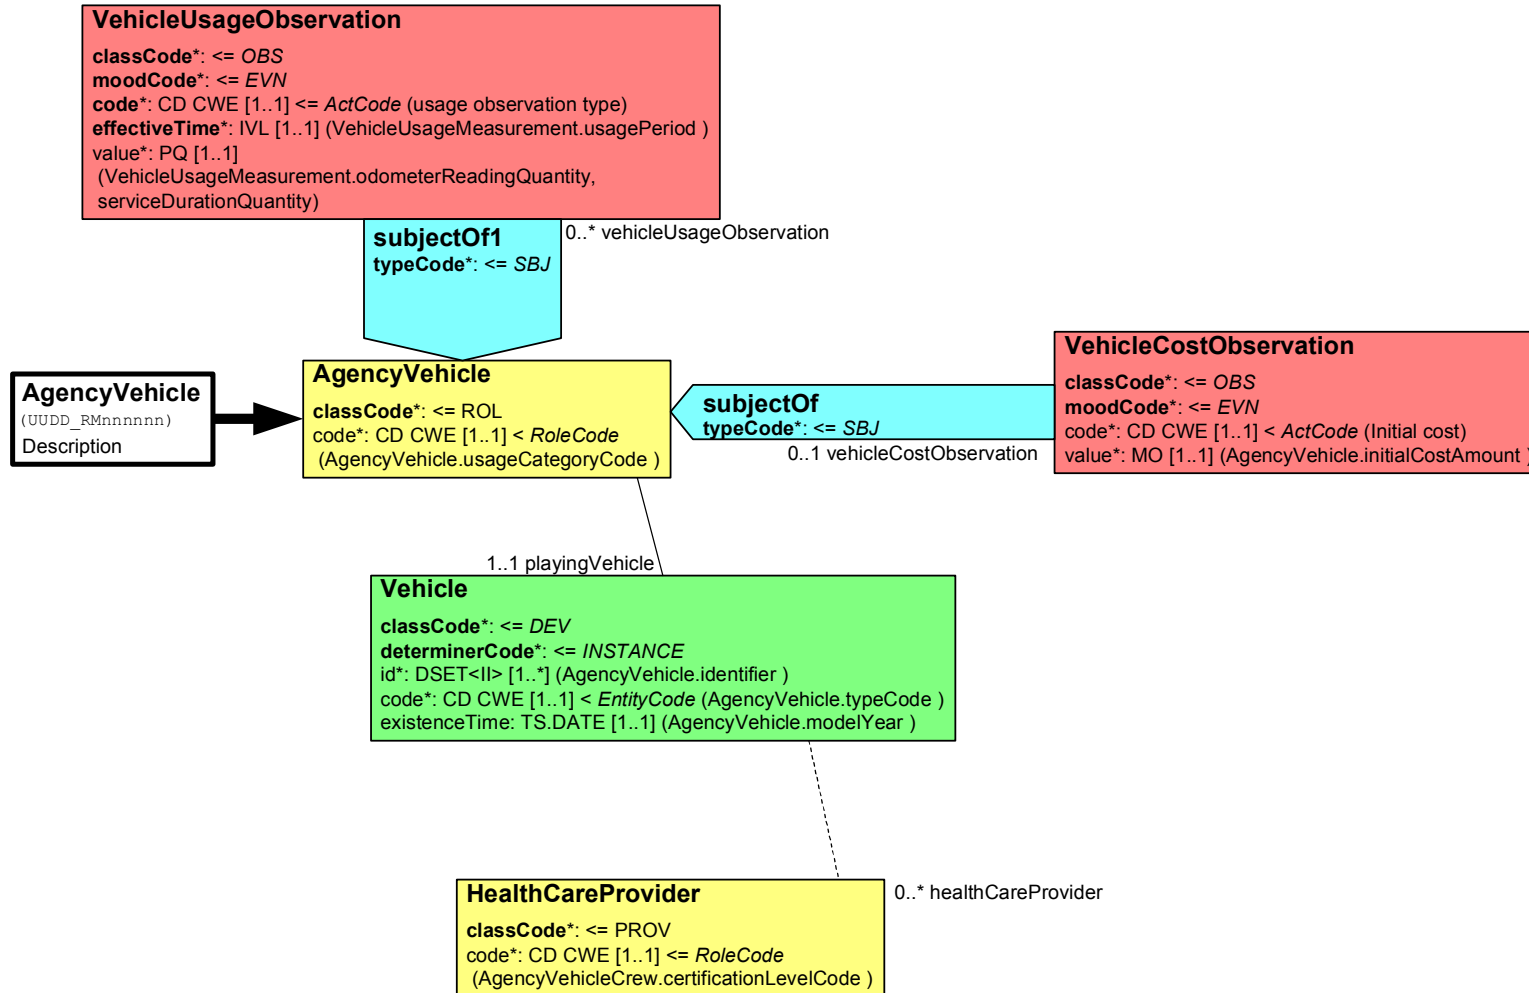 VehicleUsageObservation
classCode*: <= OBS
moodCode*: <= EVN
code*: CD CWE [1..1] <= ActCode (usage observation type)
effectiveTime*: IVL [1..1] (VehicleUsageMeasurement.usagePeriod )
value*: PQ [1..1]
(VehicleUsageMeasurement.odometerReadingQuantity,
serviceDurationQuantity)
subjectOf1
typeCode*: <= SBJ
0..* vehicleUsageObservation
AgencyVehicle
(UUDD_RMnnnnnn)
Description
AgencyVehicle
classCode*: <= ROL
code*: CD CWE [1..1] < RoleCode
(AgencyVehicle.usageCategoryCode )
subjectOf
typeCode*: <= SBJ
0..1 vehicleCostObservation
VehicleCostObservation
classCode*: <= OBS
moodCode*: <= EVN
code*: CD CWE [1..1] < ActCode (Initial cost)
value*: MO [1..1] (AgencyVehicle.initialCostAmount )
1..1 playingVehicle
Vehicle
classCode*: <= DEV
determinerCode*: <= INSTANCE
id*: DSET<II> [1..*] (AgencyVehicle.identifier )
code*: CD CWE [1..1] < EntityCode (AgencyVehicle.typeCode )
existenceTime: TS.DATE [1..1] (AgencyVehicle.modelYear )
HealthCareProvider
classCode*: <= PROV
code*: CD CWE [1..1] <= RoleCode
(AgencyVehicleCrew.certificationLevelCode )
0..* healthCareProvider